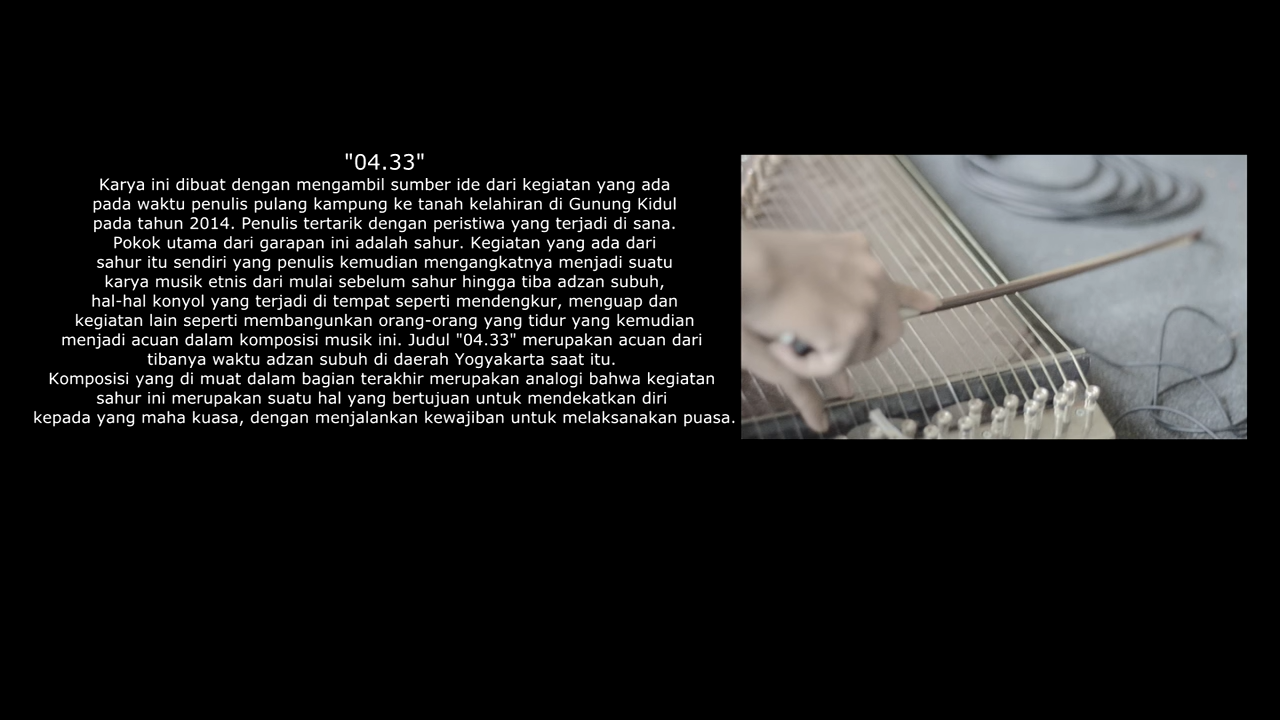 "04.33"
Karya ini dibuat dengan mengambil sumber ide dari kegiatan yang ada
pada waktu penulis pulang kampung ke tanah kelahiran di Gunung Kidul
pada tahun 2014. Penulis tertarik dengan peristiwa yang terjadi di sana.
Pokok utama dari garapan ini adalah sahur. Kegiatan yang ada dari
sahur itu sendiri yang penulis kemudian mengangkatnya menjadi suatu
karya musik etnis dari mulai sebelum sahur hingga tiba adzan subuh,
hal-hal konyol yang terjadi di tempat seperti mendengkur, menguap dan
kegiatan lain seperti membangunkan orang-orang yang tidur yang kemudian
menjadi acuan dalam komposisi musik ini. Judul "04.33" merupakan acuan dari
tibanya waktu adzan subuh di daerah Yogyakarta saat itu.
Komposisi yang di muat dalam bagian terakhir merupakan analogi bahwa kegiatan
sahur ini merupakan suatu hal yang bertujuan untuk mendekatkan diri
kepada yang maha kuasa, dengan menjalankan kewajiban untuk melaksanakan puasa.